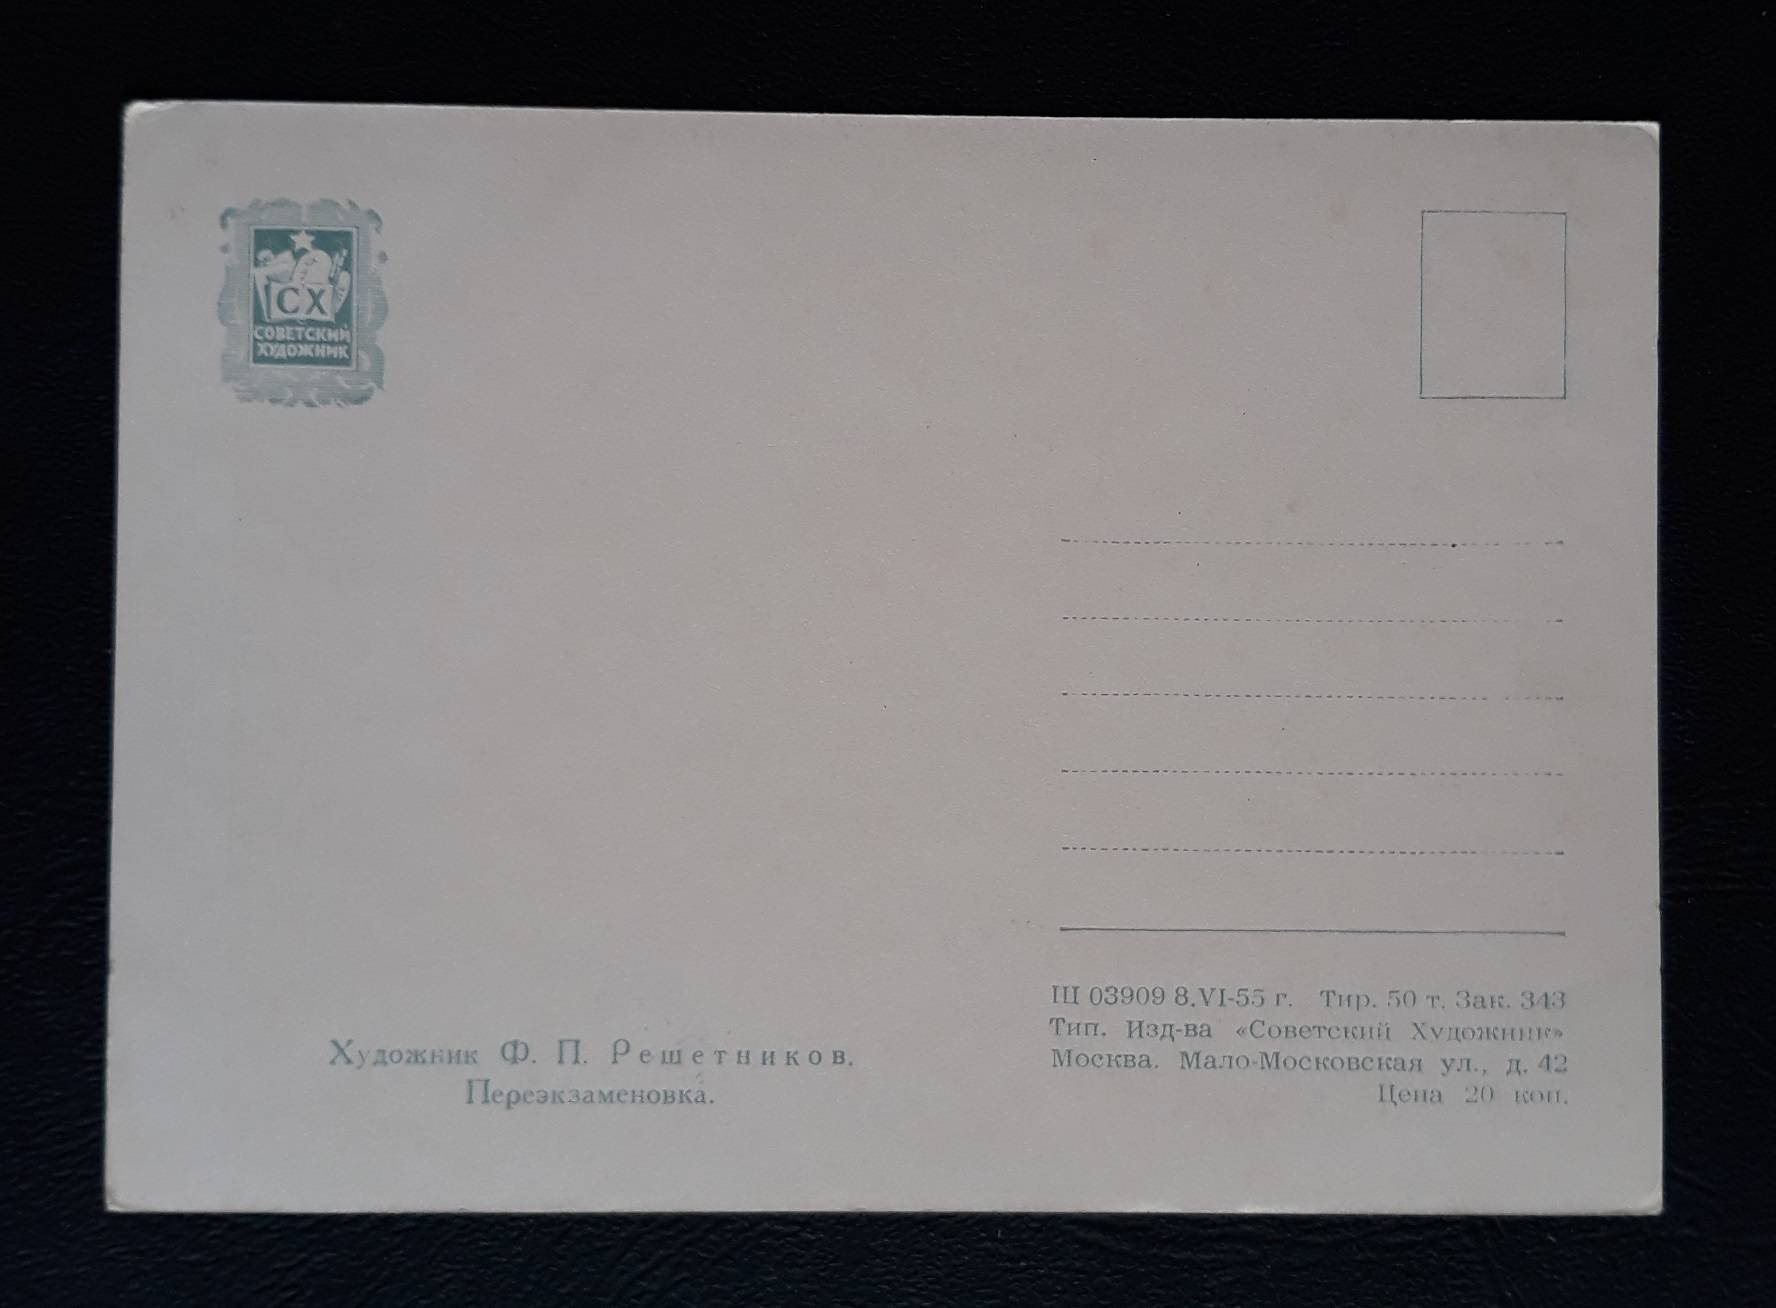 СХ
СОВЕТСКИЙ
ХУДОЖНИК
Художник Ф. П. Решетников.
Переэкзаменовка.
Ш 03909 8.VI-55 г. Тир. 50 т. Зак. 343
Тип. Изд-ва «Советский Художник»
Москва. Мало-Московская ул., д. 42
Цена 20 коп.